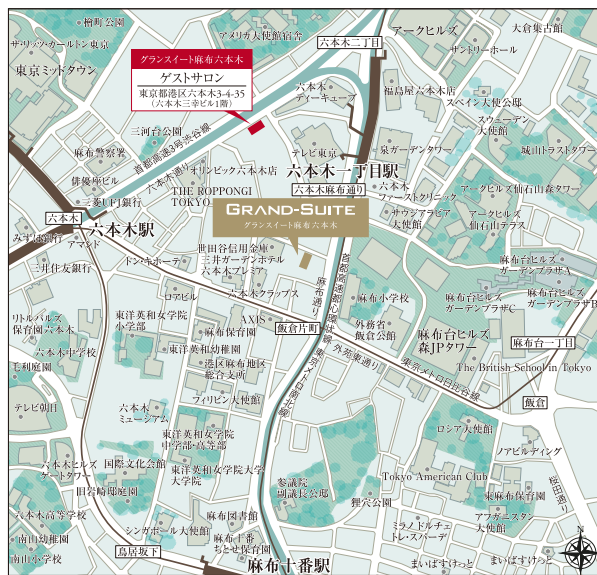 檜町公園
ザ・リッツ・カールトン東京
東京ミッドタウン
アメリカ大使館宿舎
六本木二丁目
アークヒルズ
大倉集古館
サントリーホール
グランスイート麻布六本木
ゲストサロン
東京都港区六本木3-4-35
(六本木三幸ビル1階)
六本木
ティーキューブ
福島屋六本木店
スペイン大使公邸
スウェーデン
大使館
城山トラストタワー
三河台公園
首都高速3号渋谷線
麻布警察署
六本木通り
オリンピック六本木店
テレビ東京
泉ガーデンタワー
六本木一丁目駅
俳優座ビル
三菱UFJ銀行
THE ROPPONGI
TOKYO
六本木麻布通り
六本木
ファーストクリニック
アークヒルズ仙石山森タワー
サウジアラビア
大使館
アークヒルズ
仙石山テラス
六本木
六本木駅
みずほ銀行
アマンド
GRAND-SUITE
グランスイート麻布六本木
三井住友銀行
ドン・キホーテ
世田谷信用金庫
三井ガーデンホテル
六本木プレミア
六本木クラップス
麻布通り
首都高速都心環状線
麻布台ヒルズ
ガーデンプラザA
麻布台ヒルズ
ガーデンプラザB
麻布台ヒルズ
ガーデンプラザC
ロアビル
AXIS
飯倉片町
麻布小学校
外務省
飯倉公館
麻布台ヒルズ
森JPタワー
麻布台一丁目
リトルパルズ
保育園六本木
東洋英和女学院
小学部
麻布保育園
六本木中学校
東洋英和幼稚園
港区麻布地区
総合支所
東京メトロ南北線
外苑東通り
東京メトロ日比谷線
The British School in Tokyo
毛利庭園
テレビ朝日
六本木
ミュージアム
フィリピン大使館
飯倉
東洋英和女学院
中学部・高等部
ロシア大使館
ノアビルディング
六本木ヒルズ
ゲートタワー
国際文化会館
旧岩崎邸庭園
東洋英和女学院大学
大学院
参議院
副議長公邸
Tokyo American Club
狸穴公園
東麻布保育園
桜田通り
六本木高等学校
南山幼稚園
南山小学校
シンガポール大使館
鳥居坂下
麻布図書館
麻布十番
ちとせ保育園
麻布十番駅
ミラノドルチェ
トレ・スパーデ
アフガニスタン
大使館
まいばすけっと
まいばすけっと
N